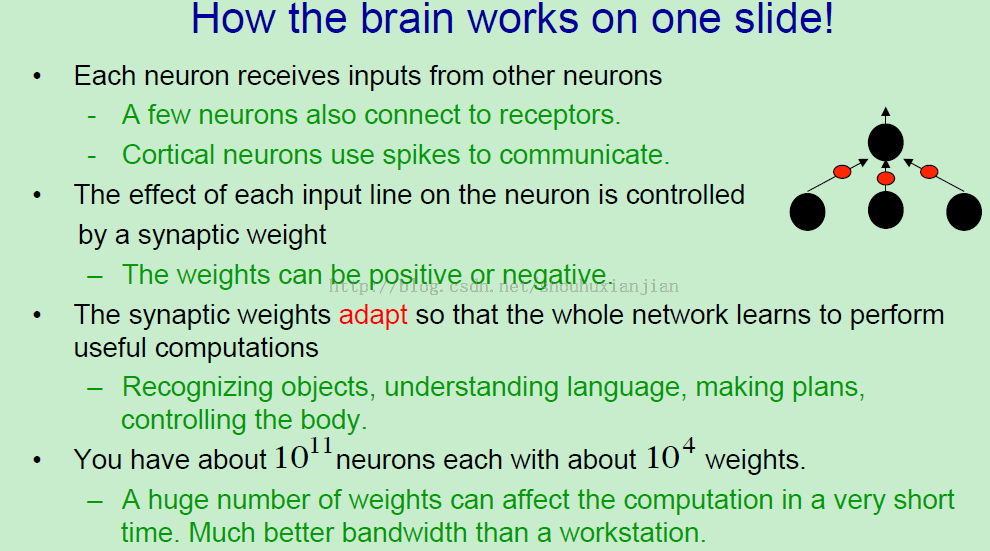 How the brain works on one slide!
• Each neuron receives inputs from other neurons
- A few neurons also connect to receptors.
- Cortical neurons use spikes to communicate.
• The effect of each input line on the neuron is controlled
by a synaptic weight
– The weights can be positive or negative.
http://blog.csdn.net/shouhuxianjian
• The synaptic weights adapt so that the whole network learns to perform
useful computations
– Recognizing objects, understanding language, making plans,
controlling the body.
• You have about 10¹¹ neurons each with about 10⁴ weights.
– A huge number of weights can affect the computation in a very short
time. Much better bandwidth than a workstation.